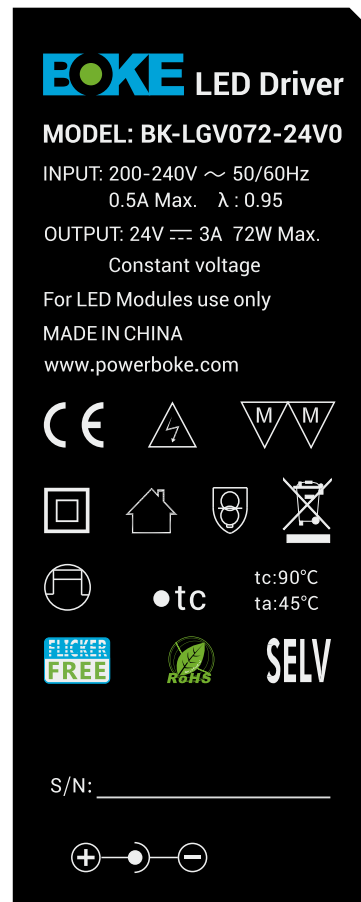 BOKE LED Driver
MODEL: BK-LGV072-24V0
INPUT: 200-240V ～ 50/60Hz
0.5A Max. λ : 0.95
OUTPUT: 24V ⎓ 3A 72W Max.
Constant voltage
For LED Modules use only
MADE IN CHINA
www.powerboke.com
CE
M M
●tc
tc:90℃
ta:45℃
FLICKER
FREE
RoHS
SELV
S/N: